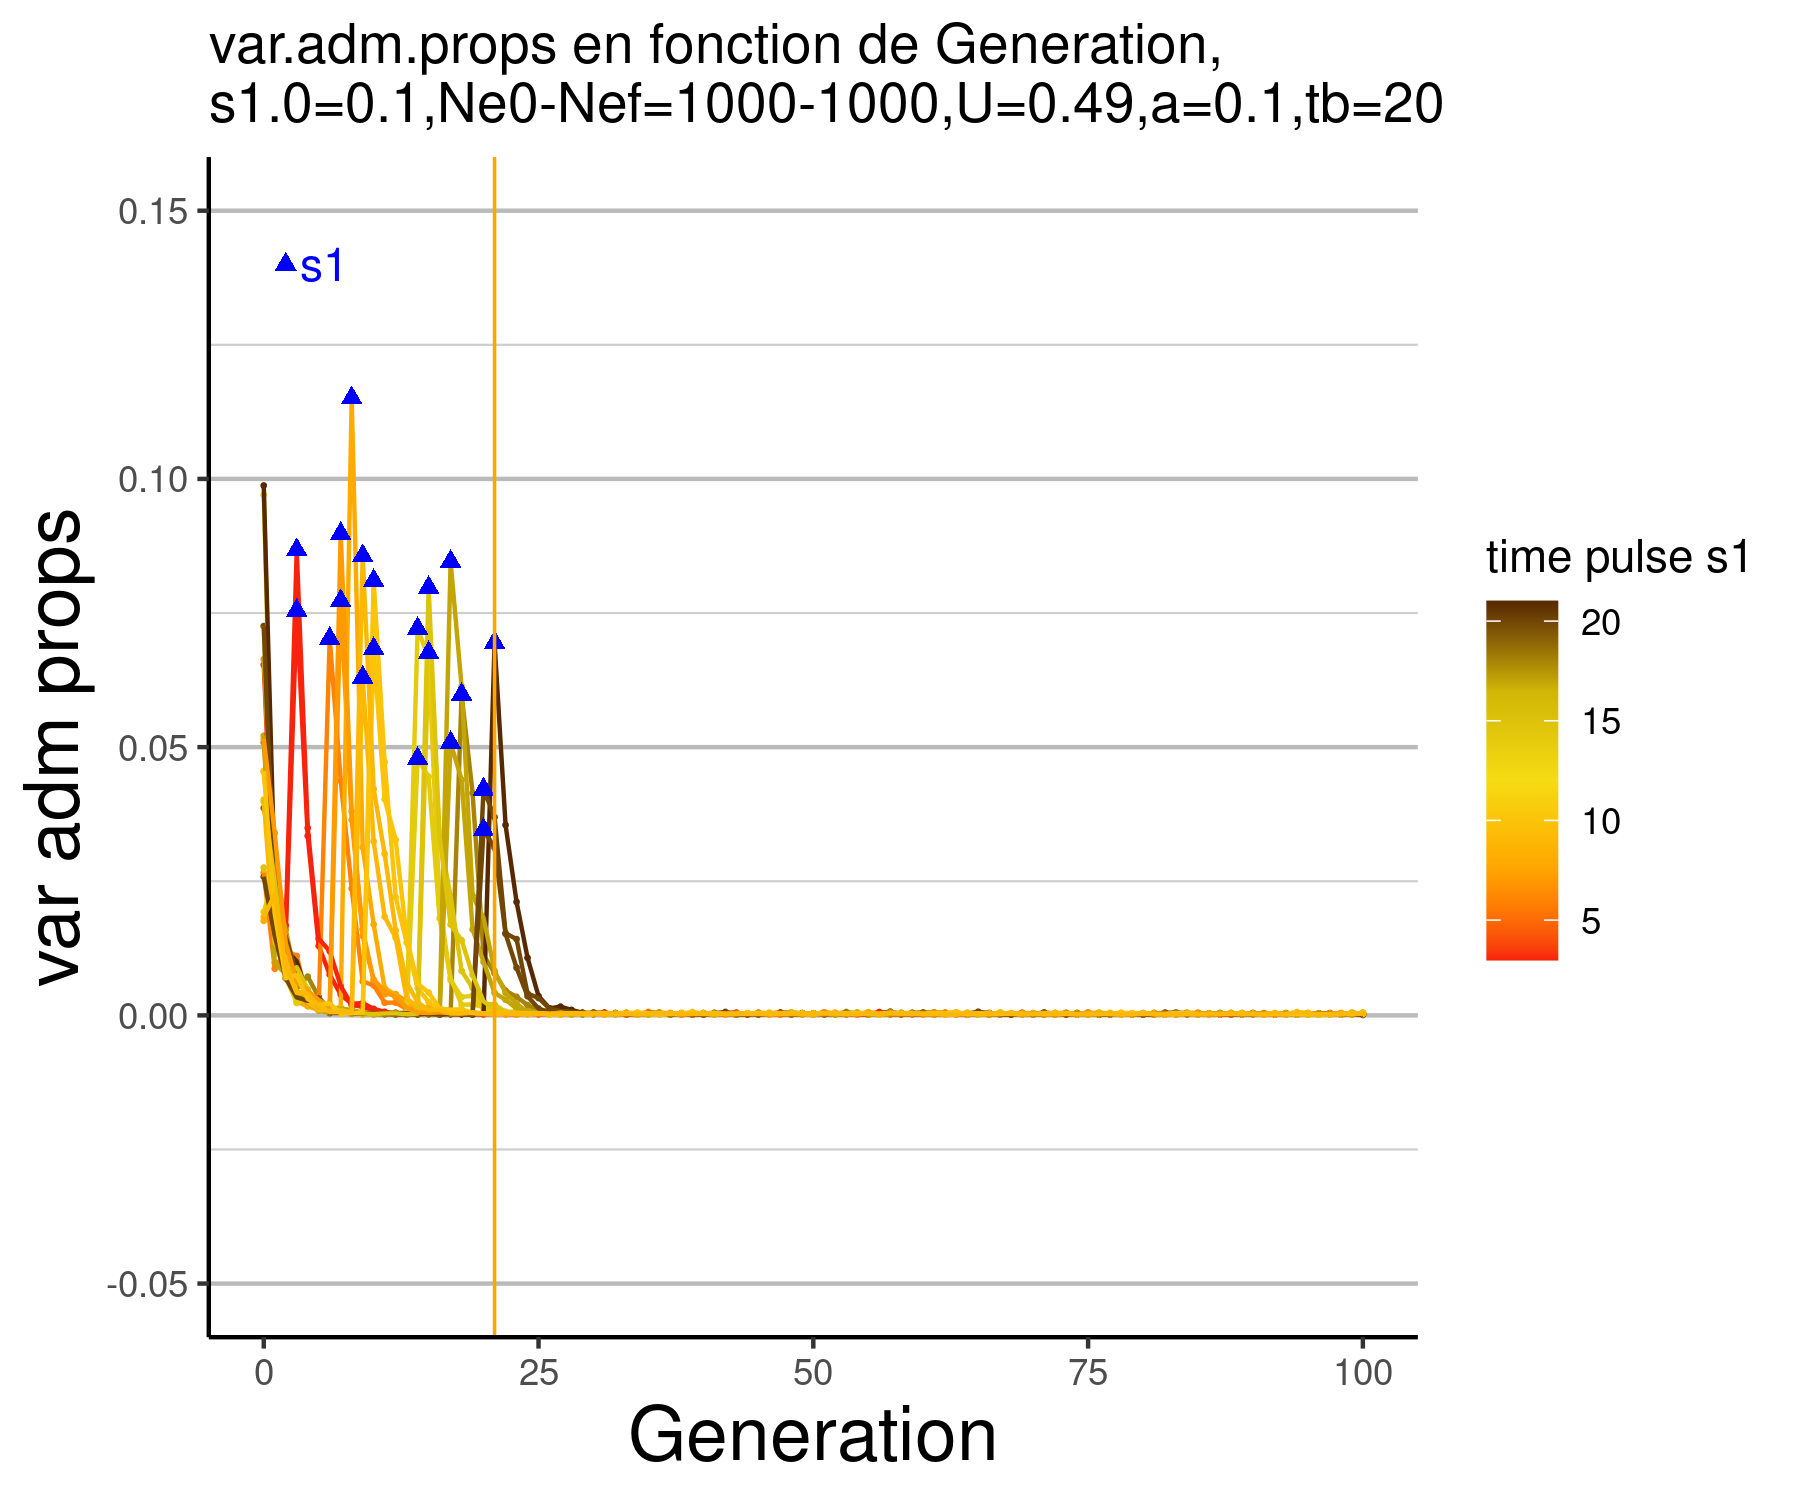 var.adm.props en fonction de Generation,
s1.0=0.1,Ne0-Nef=1000-1000,U=0.49,a=0.1,tb=20
0.15
s1
0.10
0.05
0.00
-0.05
var adm props
0 25 50 75 100
Generation
time pulse s1
20
15
10
5